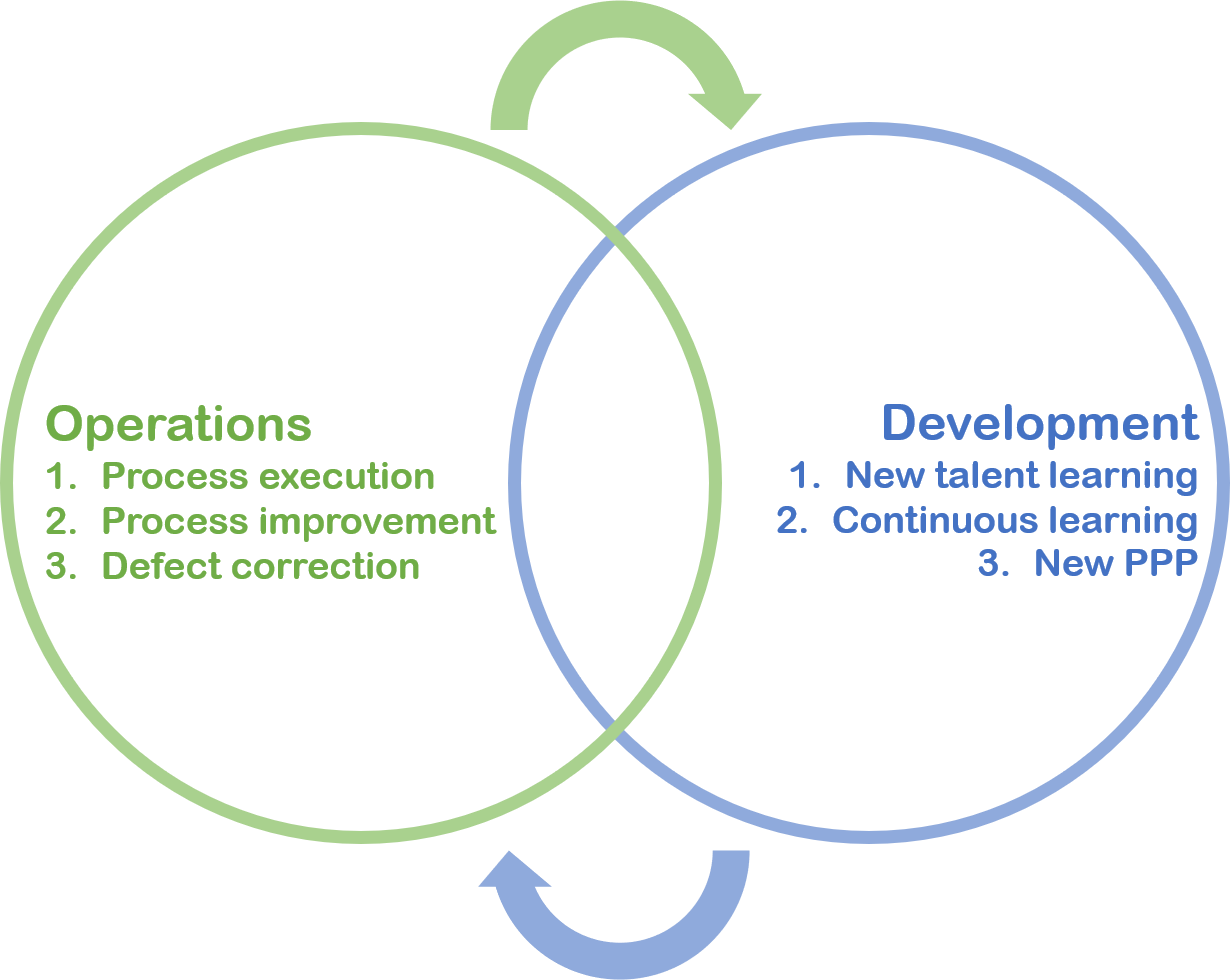 Operations
1. Process execution
2. Process improvement
3. Defect correction
Development
1. New talent learning
2. Continuous learning
3. New PPP